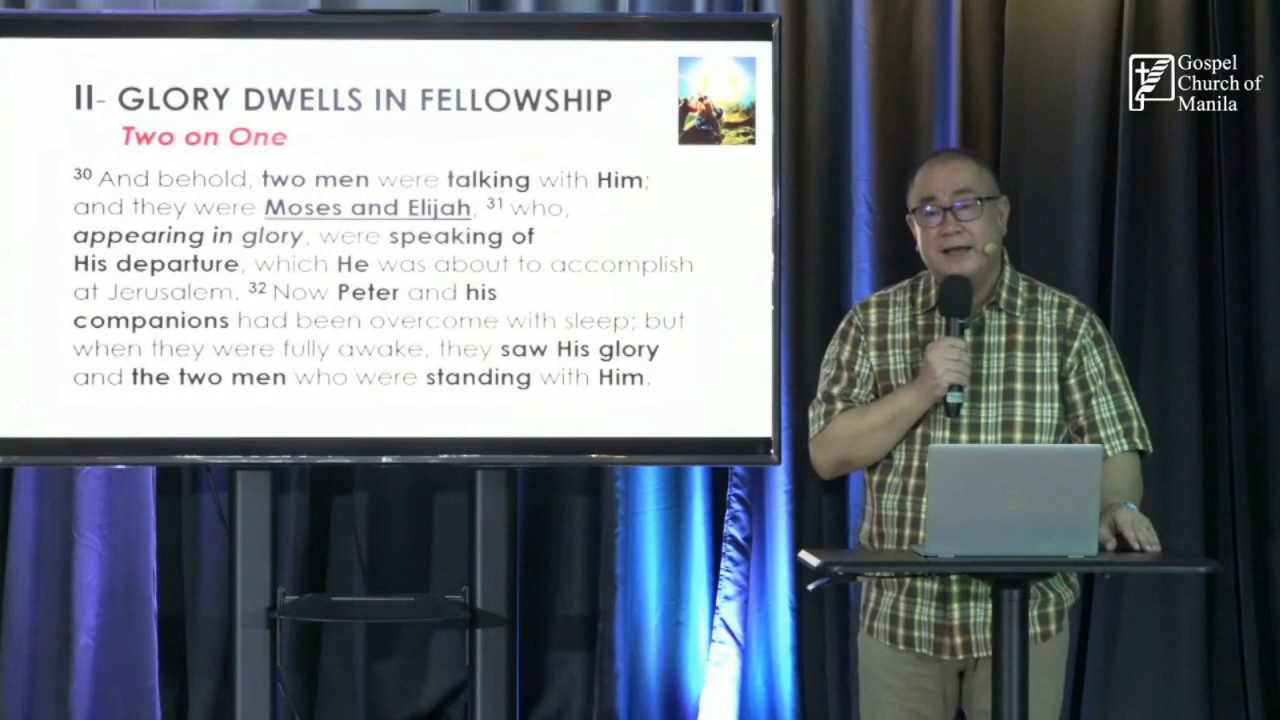 II- GLORY DWELLS IN FELLOWSHIP
Two on One
30 And behold, two men were talking with Him;
and they were Moses and Elijah, 31 who,
appearing in glory, were speaking of
His departure, which He was about to accomplish
at Jerusalem. 32 Now Peter and his
companions had been overcome with sleep; but
when they were fully awake, they saw His glory
and the two men who were standing with Him.
Gospel
Church of
Manila